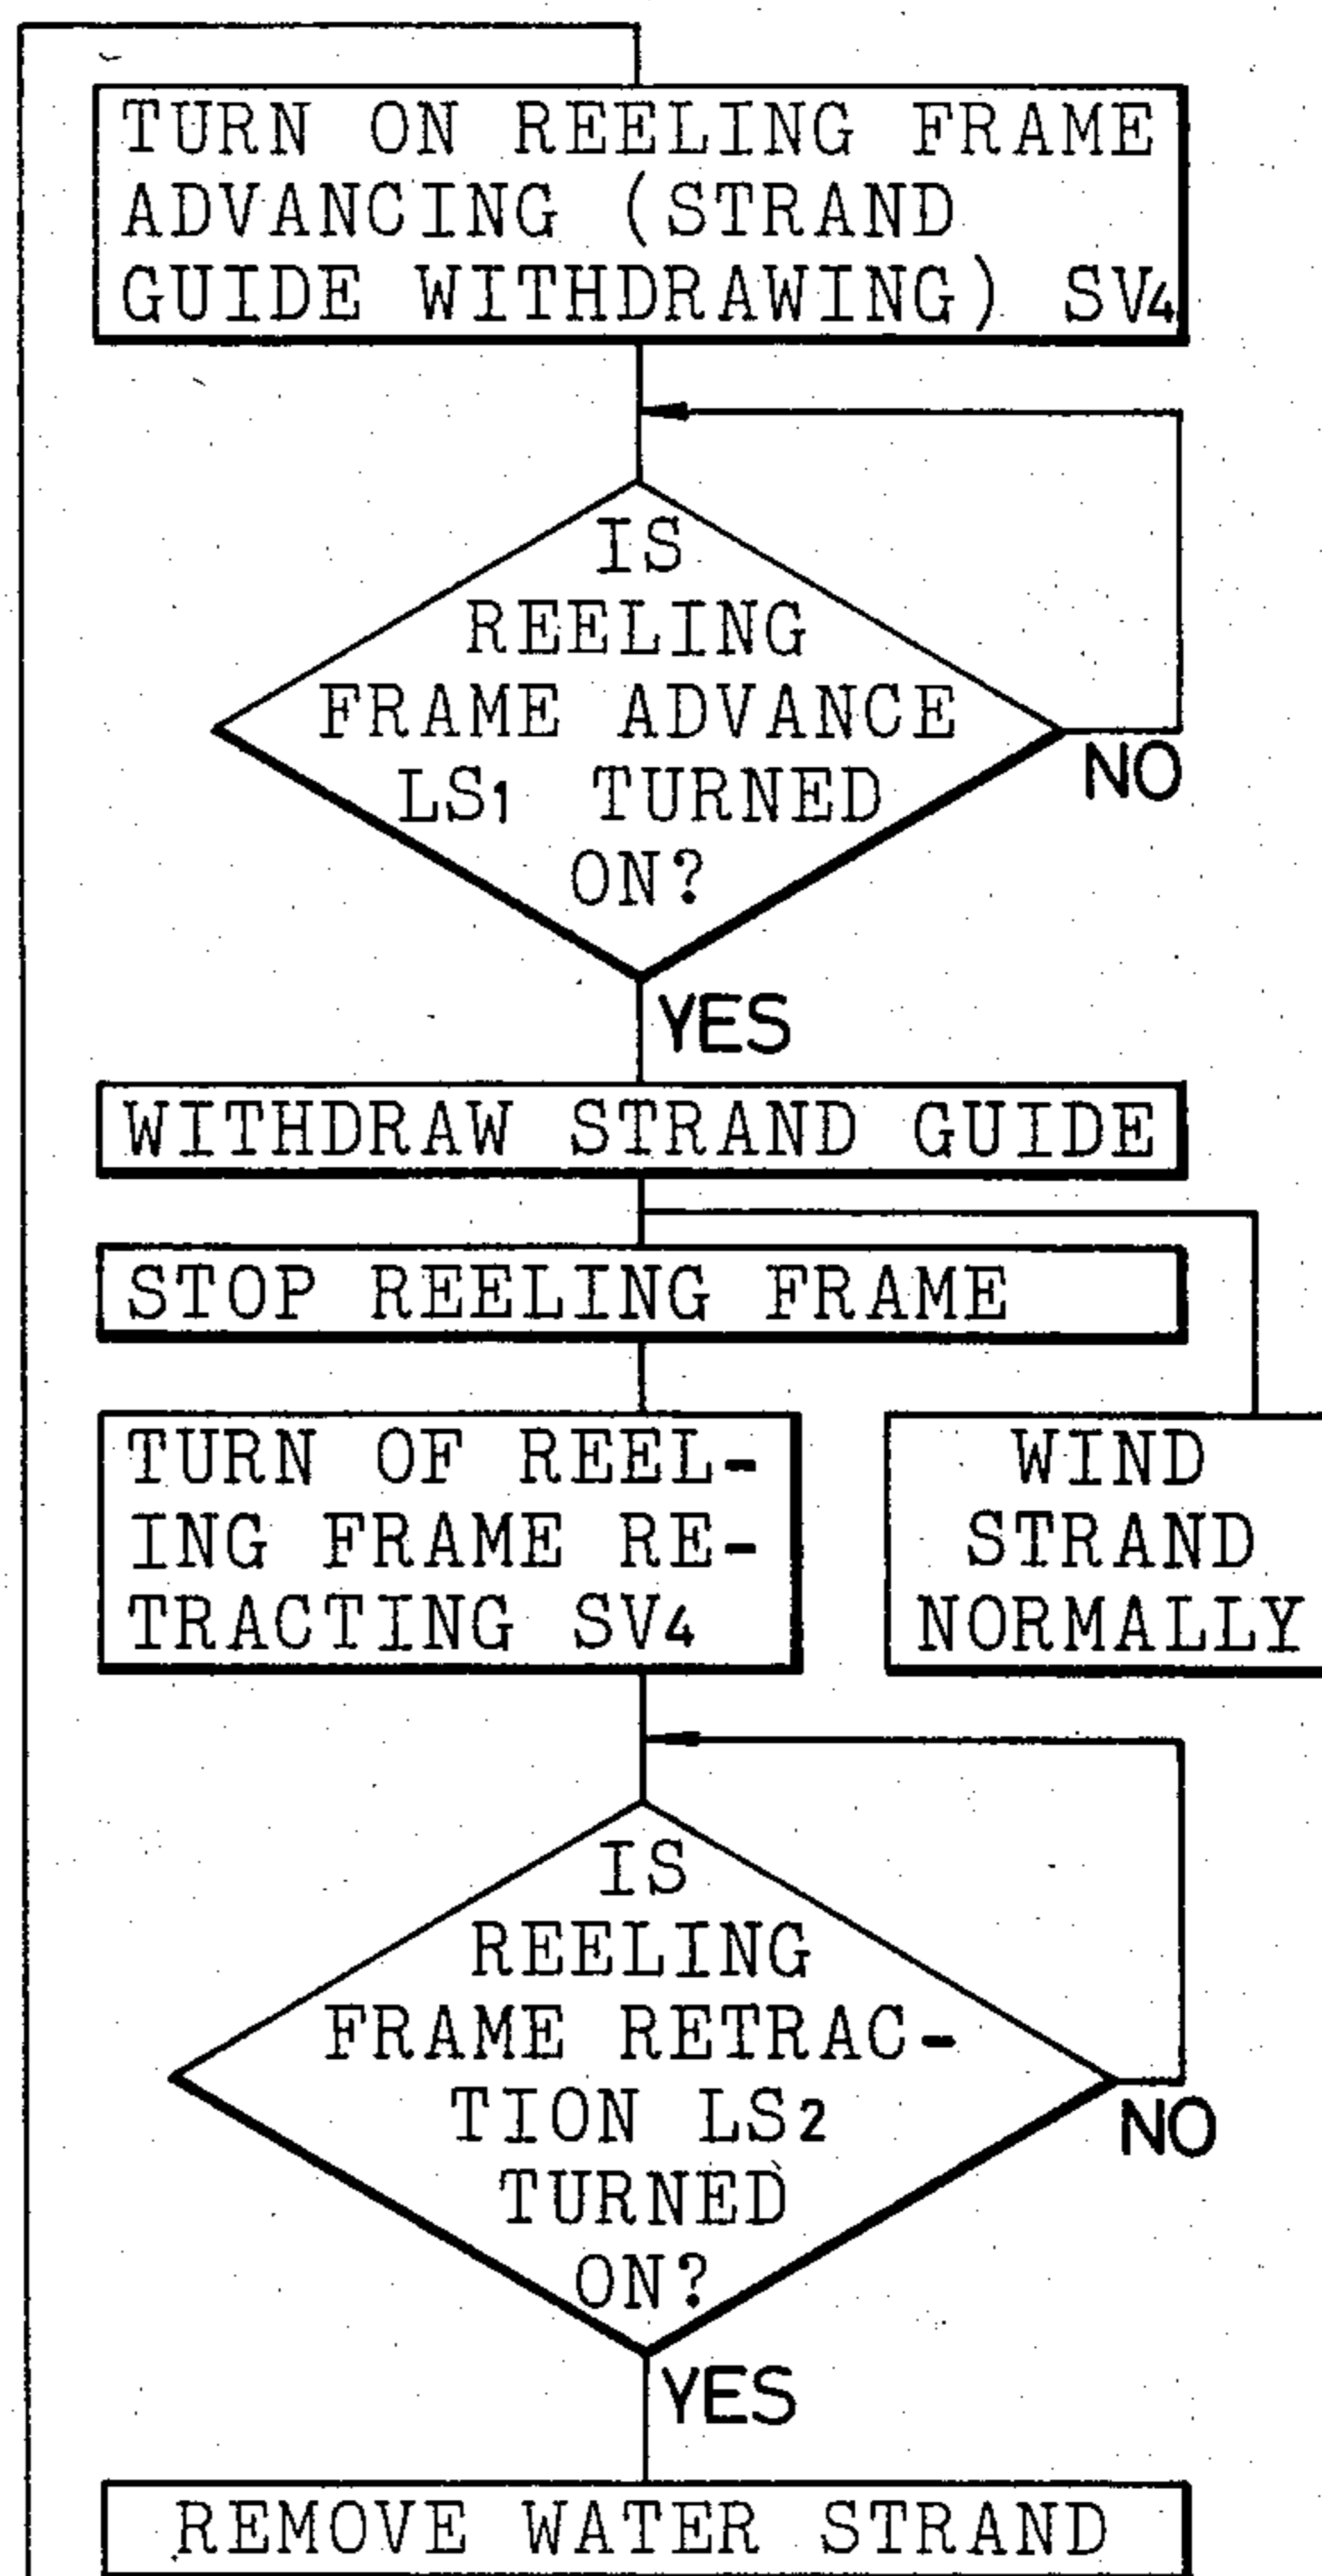 TURN ON REELING FRAME
ADVANCING (STRAND
GUIDE WITHDRAWING) SV4
IS
REELING
FRAME ADVANCE
LS1 TURNED
ON?
NO
YES
WITHDRAW STRAND GUIDE
STOP REELING FRAME
TURN OF REEL-
ING FRAME RE-
TRACTING SV4
WIND
STRAND
NORMALLY
IS
REELING
FRAME RETRAC-
TION LS2
TURNED
ON?
NO
YES
REMOVE WATER STRAND